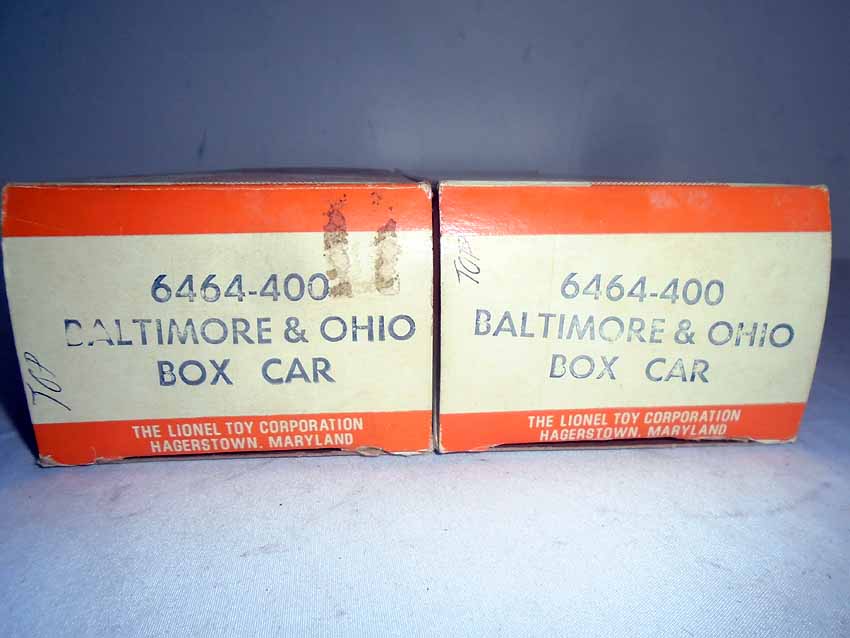 6464-400
BALTIMORE & OHIO
BOX CAR
TOP
THE LIONEL TOY CORPORATION
HAGERSTOWN, MARYLAND
TOP
6464-400
BALTIMORE & OHIO
BOX CAR
THE LIONEL TOY CORPORATION
HAGERSTOWN, MARYLAND